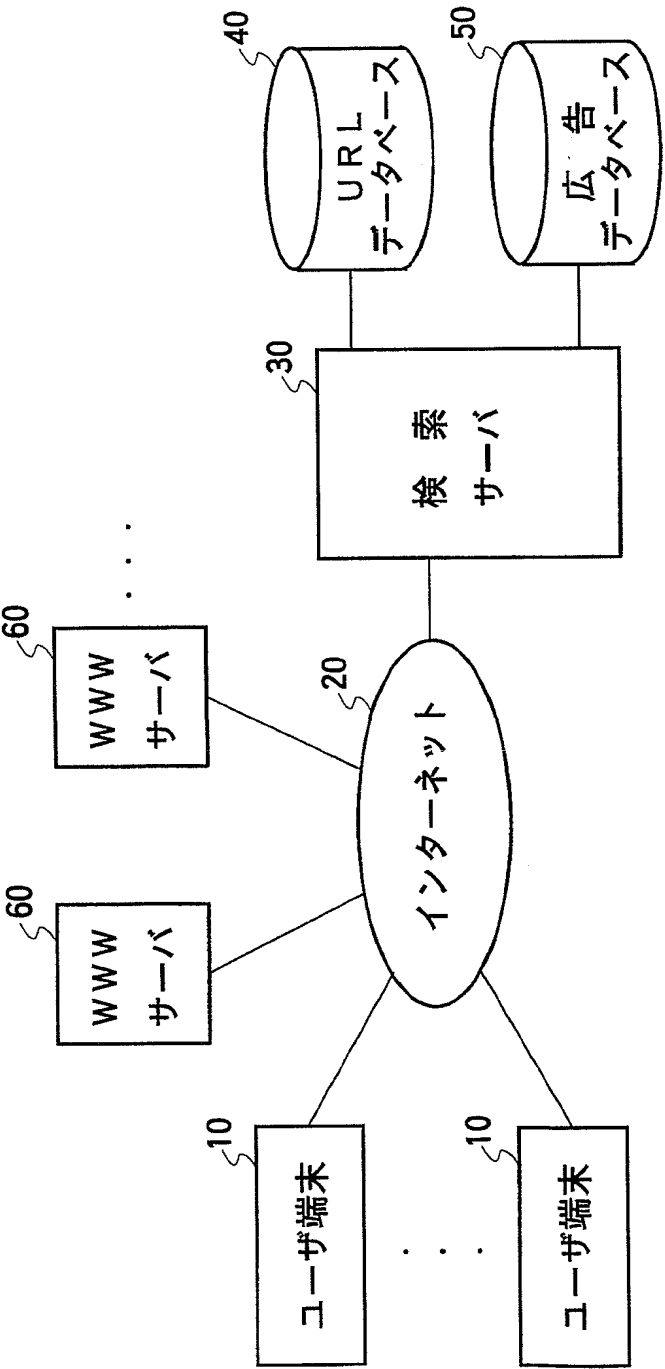 60
WWW
サーバ
60
WWW
サーバ
. . .
10
ユーザ端末
. . .
10
ユーザ端末
20
インターネット
30
検 索
サーバ
40
URL
データベース
50
広 告
データベース